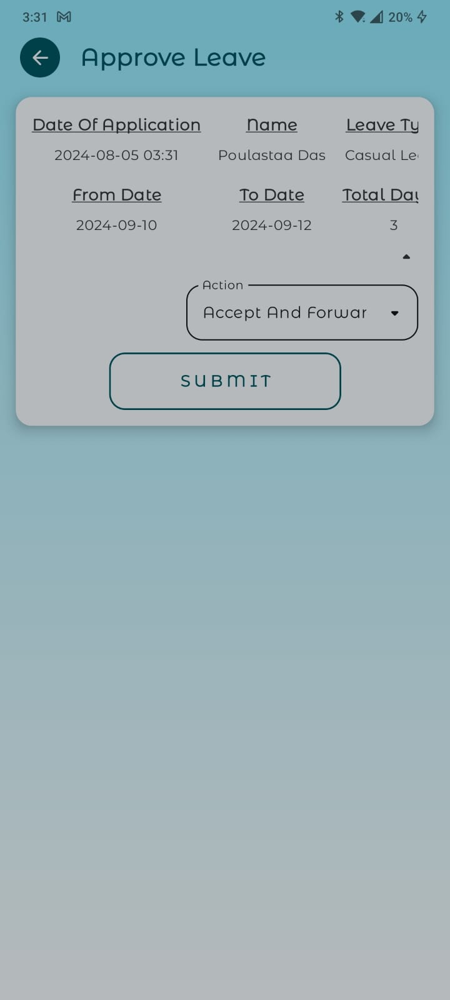 3:31 20%
Approve Leave
Date Of Application Name Leave Ty
2024-08-05 03:31 Poulastaa Das Casual Le
From Date To Date Total Day
2024-09-10 2024-09-12 3
Action
Accept And Forwar
SUBMIT